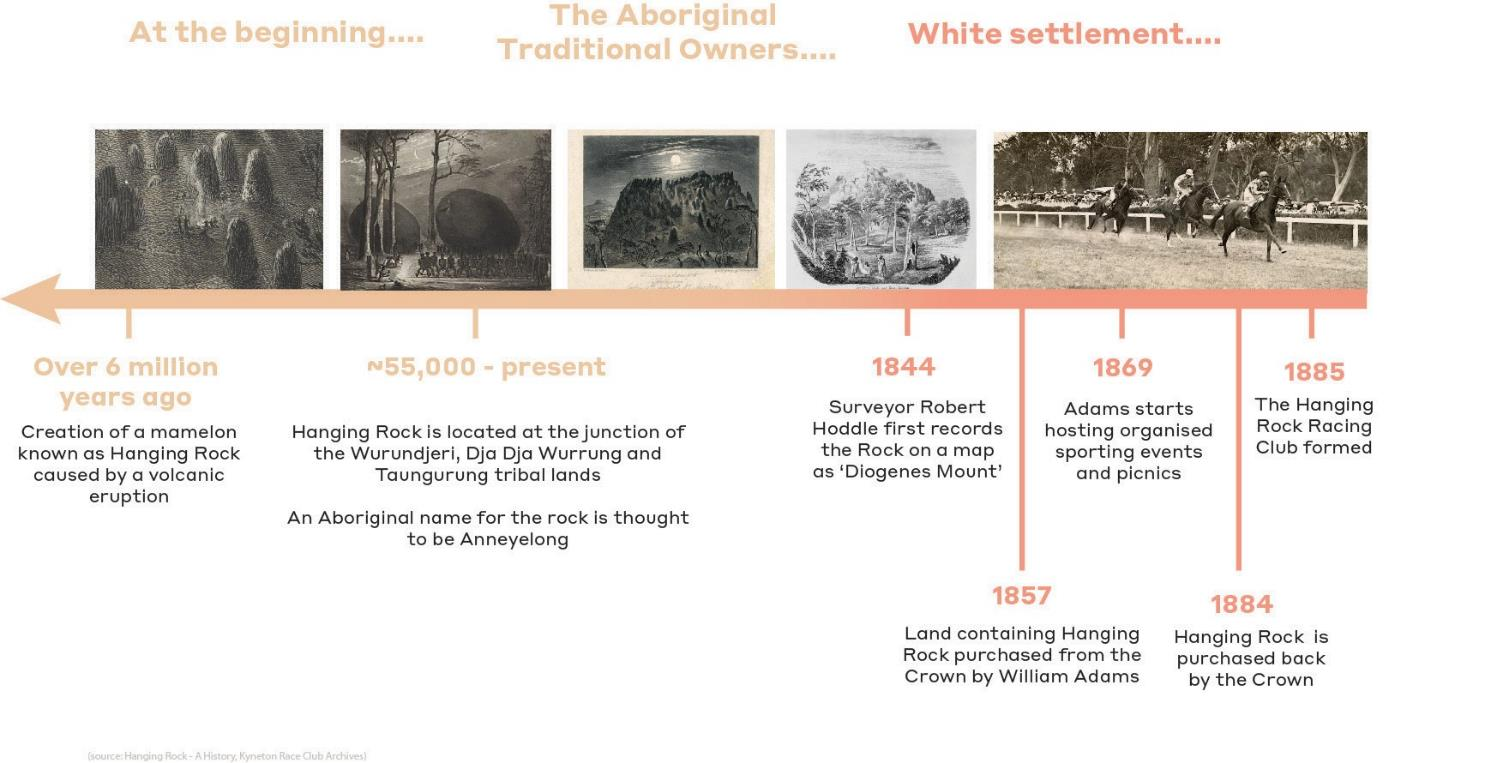 At the beginning....
The Aboriginal
Traditional Owners....
White settlement....
Over 6 million
years ago
Creation of a mamelon
known as Hanging Rock
caused by a volcanic
eruption
~55,000 - present
Hanging Rock is located at the junction of
the Wurundjeri, Dja Dja Wurrung and
Taungurung tribal lands
An Aboriginal name for the rock is thought
to be Anneyelong
1844
Surveyor Robert
Hoddle first records
the Rock on a map
as ‘Diogenes Mount’
1857
Land containing Hanging
Rock purchased from the
Crown by William Adams
1869
Adams starts
hosting organised
sporting events
and picnics
1884
Hanging Rock is
purchased back
by the Crown
1885
The Hanging
Rock Racing
Club formed
(source: Hanging Rock - A History, Kyneton Race Club Archives)